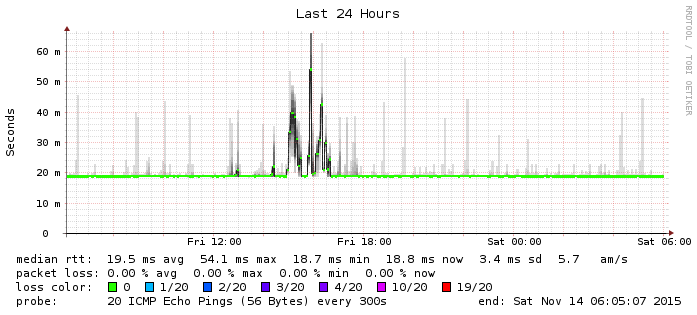 Last 24 Hours
RRDTOOL / TOBI OETIKER
Seconds
60 m
50 m
40 m
30 m
20 m
10 m
0
Fri 12:00 Fri 18:00 Sat 00:00 Sat 06:00
median rtt: 19.5 ms avg 54.1 ms max 18.7 ms min 18.8 ms now 3.4 ms sd 5.7 am/s
packet loss: 0.00 % avg 0.00 % max 0.00 % min 0.00 % now
loss color: 0 1/20 2/20 3/20 4/20 10/20 19/20
probe: 20 ICMP Echo Pings (56 Bytes) every 300s end: Sat Nov 14 06:05:07 2015